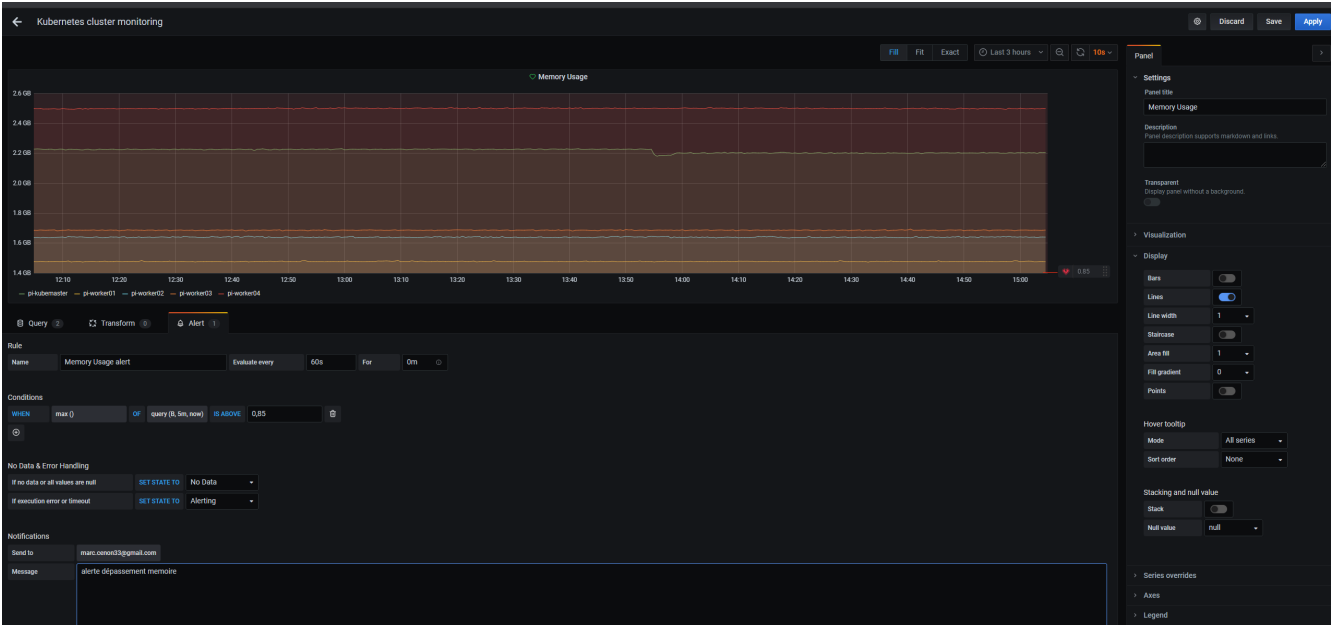 Kubernetes cluster monitoring
Discard Save Apply
Fill Fit Exact Last 3 hours 10s
Panel
Memory Usage
2.6 GB
2.4 GB
2.2 GB
2.0 GB
1.8 GB
1.6 GB
1.4 GB
12:10 12:20 12:30 12:40 12:50 13:00 13:10 13:20 13:30 13:40 13:50 14:00 14:10 14:20 14:30 14:40 14:50 15:00
0.85
pi-kubemaster pi-worker01 pi-worker02 pi-worker03 pi-worker04
Query 2 Transform 0 Alert 1
Rule
Name Memory Usage alert Evaluate every 60s For 0m
Conditions
WHEN max () OF query (B, 5m, now) IS ABOVE 0,85
No Data & Error Handling
If no data or all values are null SET STATE TO No Data
If execution error or timeout SET STATE TO Alerting
Notifications
Send to marc.cenon33@gmail.com
Message alerte dépassement memoire
Settings
Panel title
Memory Usage
Description
Panel description supports markdown and links.
Transparent
Display panel without a background.
Visualization
Display
Bars
Lines
Line width 1
Staircase
Area fill 1
Fill gradient 0
Points
Hover tooltip
Mode All series
Sort order None
Stacking and null value
Stack
Null value null
Series overrides
Axes
Legend